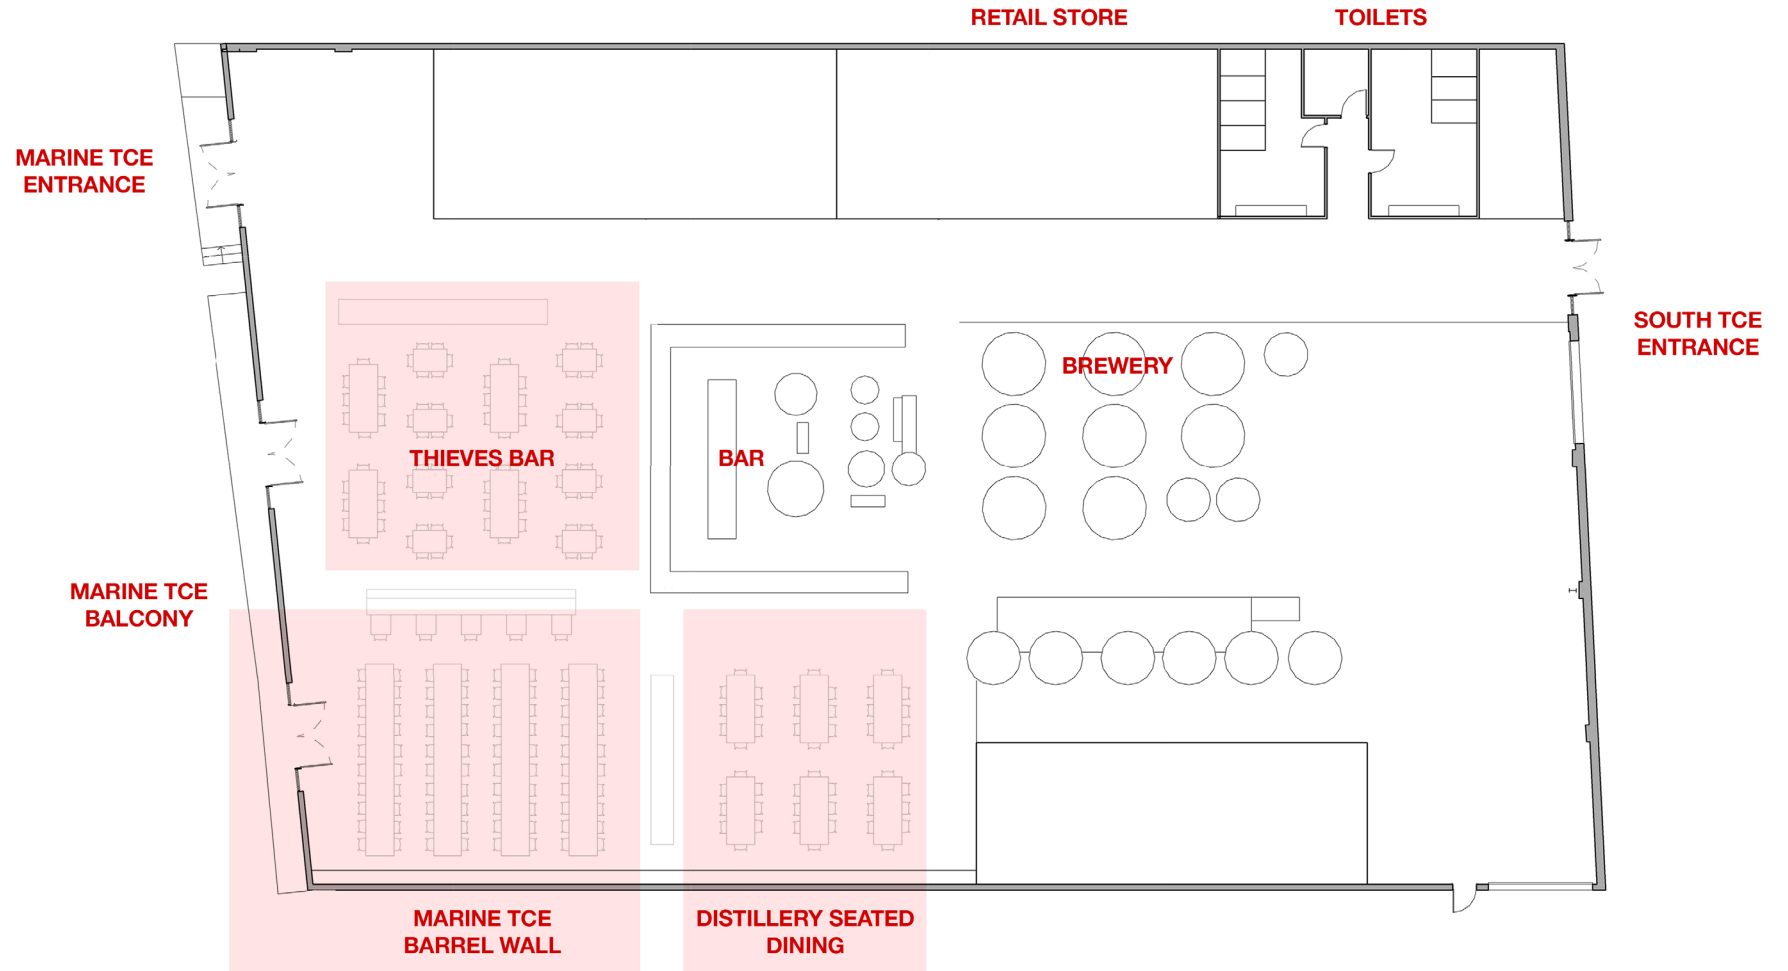 RETAIL STORE
TOILETS
MARINE TCE
ENTRANCE
SOUTH TCE
ENTRANCE
BREWERY
THIEVES BAR
BAR
MARINE TCE
BALCONY
MARINE TCE
BARREL WALL
DISTILLERY SEATED
DINING